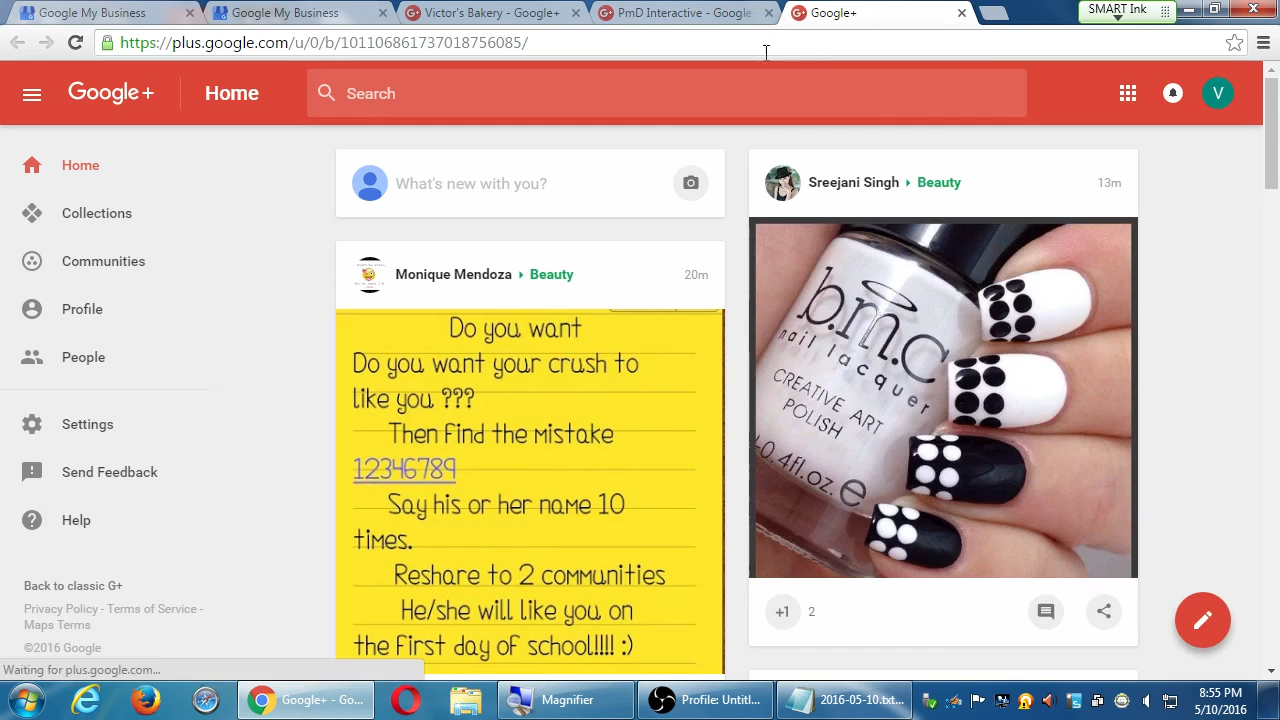 Google My Business
Google My Business
Victor's Bakery - Google+
PmD Interactive - Google
Google+
SMART Ink
https://plus.google.com/u/0/b/101106861737018756085/
Google+
Home
Search
V
Home
Collections
Communities
Profile
People
Settings
Send Feedback
Help
Back to classic G+
Privacy Policy - Terms of Service -
Maps Terms
©2016 Google
Waiting for plus.google.com...
What's new with you?
Monique Mendoza
Beauty
20m
Do you want
Do you want your crush to
like you ???
Then find the mistake
12346789
Say his or her name 10
times.
Reshare to 2 communities
He/she will like you on
the first day of school!!!! :)
Sreejani Singh
Beauty
13m
b.m.c
nail lacquer
CREATIVE ART
POLISH
0.4fl.oz. e
+1
2
Google+ - Go...
Magnifier
Profile: Untitl...
2016-05-10.txt...
8:55 PM
5/10/2016